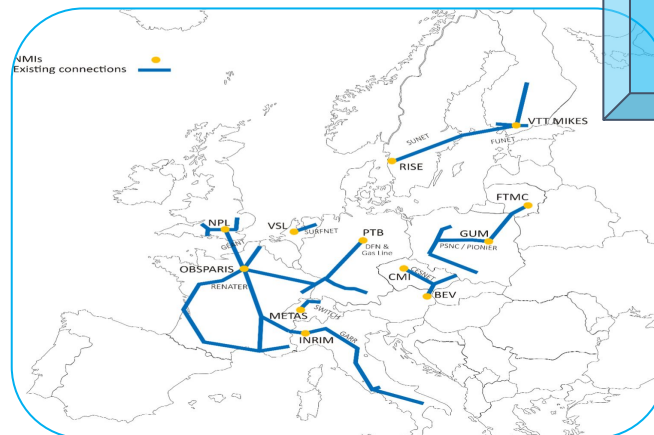 NMIs
Existing connections
VTT MIKES
SUNET
FUNET
RISE
FTMC
NPL
VSL
SURFNET
PTB
GUM
GEANT
DFN &
Gas Line
PSNC / PIONIER
OBSPARIS
CMI
CESNET
RENATER
BEV
METAS
SWITCH
INRIM
GARR